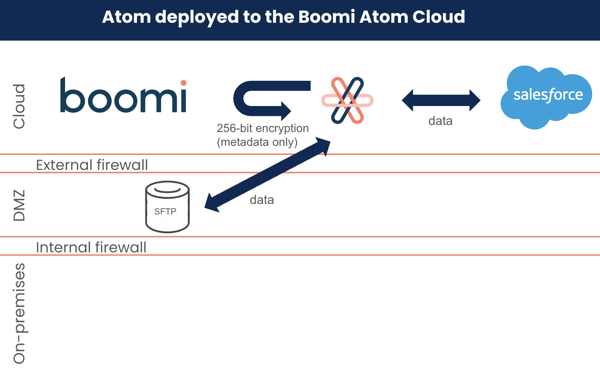 Atom deployed to the Boomi Atom Cloud
Cloud
boomi
salesforce
data
256-bit encryption
(metadata only)
External firewall
DMZ
SFTP
data
Internal firewall
On-premises